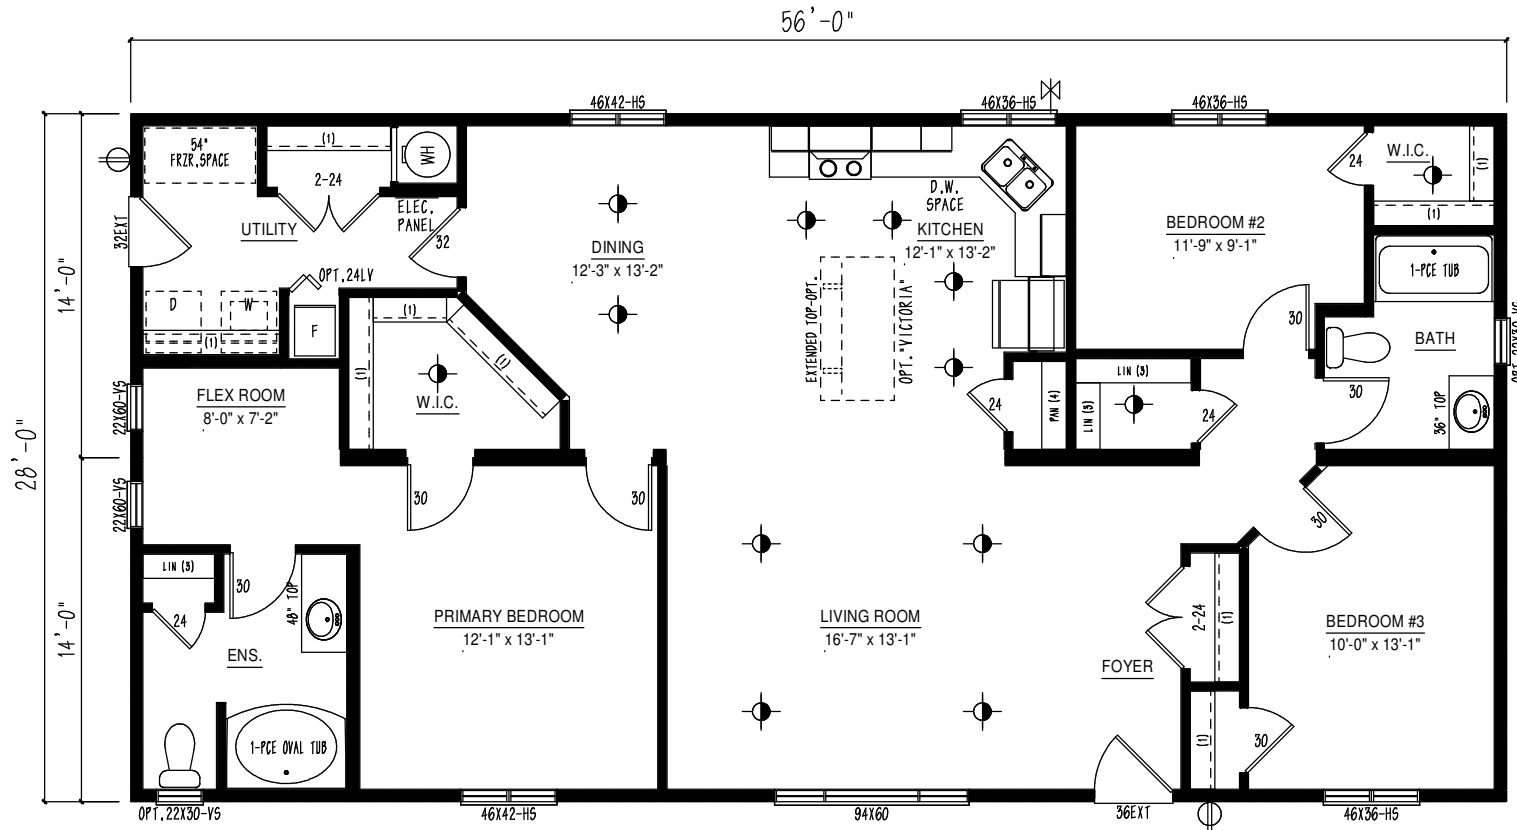 56'-0"
46X42-HS
46X36-HS
46X36-HS
54"
FRZR.SPACE
(1)
WH
2-24
ELEC.
PANEL
32EXT
UTILITY
32
OPT.24LV
D
W
(1)
F
DINING
12'-3" x 13'-2"
D.W.
SPACE
KITCHEN
12'-1" x 13'-2"
EXTENDED TOP-OPT.
OPT."VICTORIA"
BEDROOM #2
11'-9" x 9'-1"
24
W.I.C.
(1)
(1)
1-PCE TUB
30
BATH
OPT.22X30-VS
30
36" TOP
14'-0"
28'-0"
14'-0"
22X60-VS
22X60-VS
FLEX ROOM
8'-0" x 7'-2"
(1)
(1)
(1)
W.I.C.
24
PAN (4)
LIN (3)
LIN (3)
24
30
30
30
LIN (3)
24
30
48" TOP
ENS.
1-PCE OVAL TUB
PRIMARY BEDROOM
12'-1" x 13'-1"
LIVING ROOM
16'-7" x 13'-1"
FOYER
2-24
(1)
BEDROOM #3
10'-0" x 13'-1"
(1)
30
OPT.22X30-VS
46X42-HS
94X60
36EXT
46X36-HS